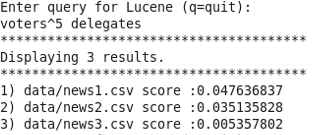 Enter query for Lucene (q=quit):
voters^5 delegates
***************************************
Displaying 3 results.
***************************************
1) data/news1.csv score :0.047636837
2) data/news2.csv score :0.035135828
3) data/news3.csv score :0.005357802